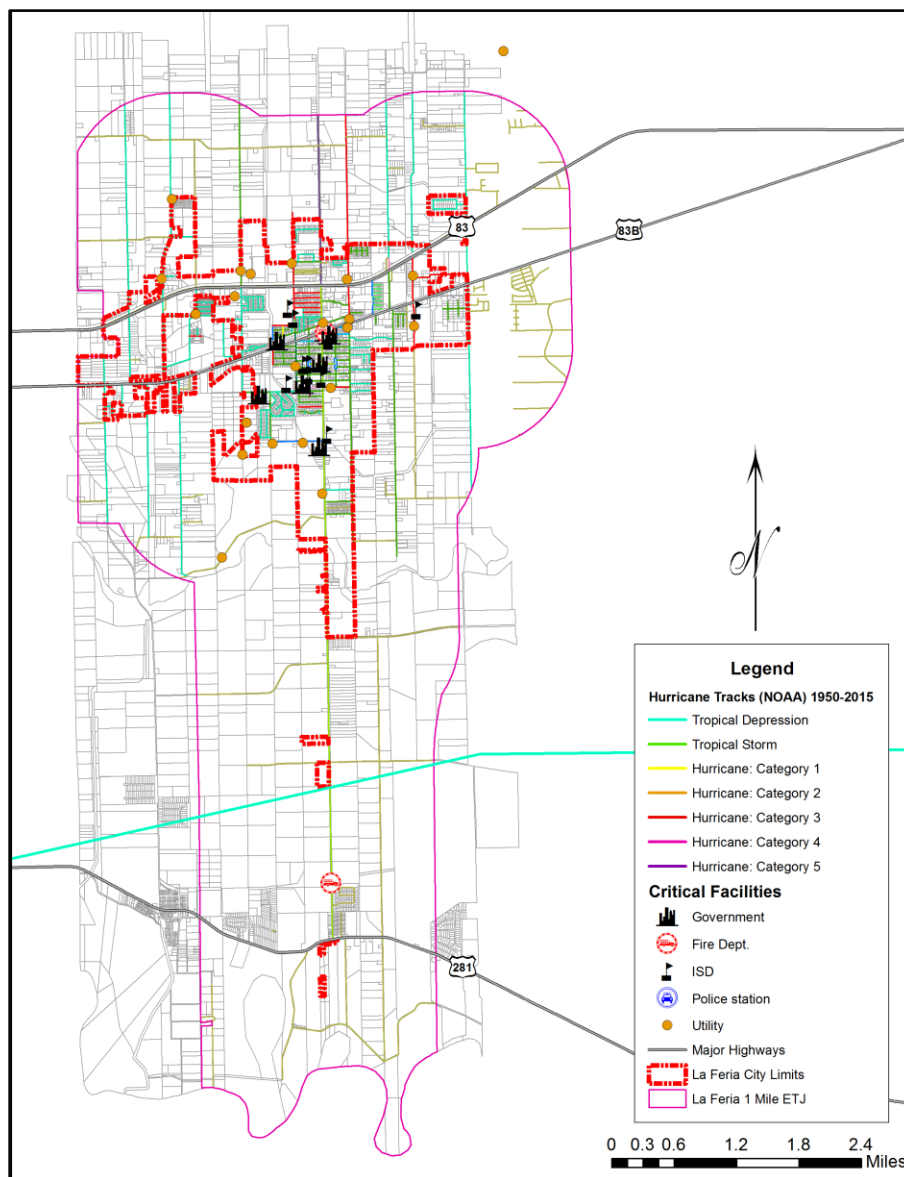 83
83B
N
Legend
Hurricane Tracks (NOAA) 1950-2015
Tropical Depression
Tropical Storm
Hurricane: Category 1
Hurricane: Category 2
Hurricane: Category 3
Hurricane: Category 4
Hurricane: Category 5
Critical Facilities
Government
Fire Dept.
ISD
Police station
Utility
Major Highways
La Feria City Limits
La Feria 1 Mile ETJ
281
0 0.3 0.6 1.2 1.8 2.4
Miles